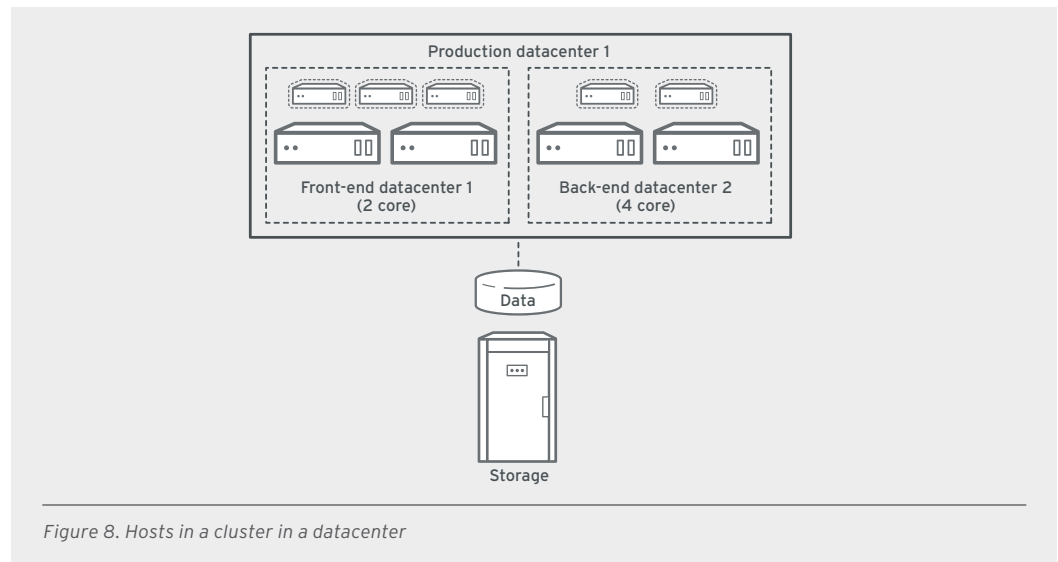 Production datacenter 1
Front-end datacenter 1
(2 core)
Back-end datacenter 2
(4 core)
Data
Storage
Figure 8. Hosts in a cluster in a datacenter